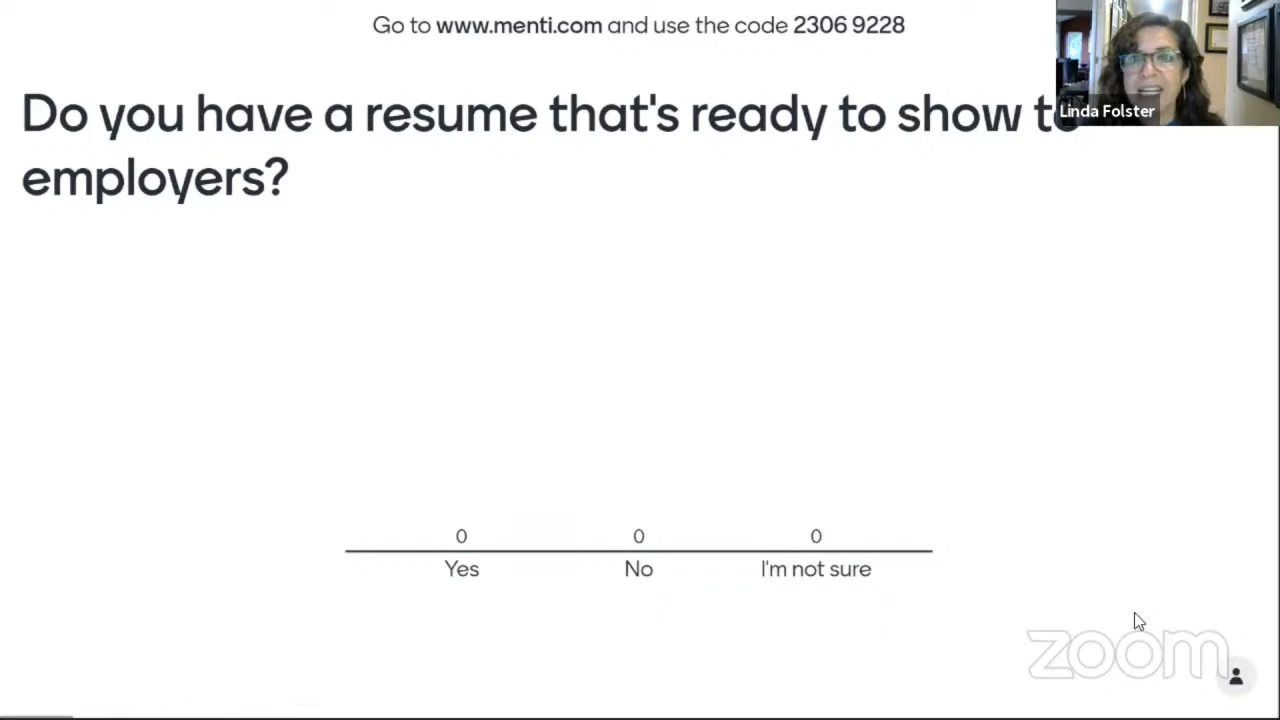 Go to www.menti.com and use the code 2306 9228
Do you have a resume that's ready to show to
employers?
Linda Folster
0 0 0
Yes No I'm not sure
zoom